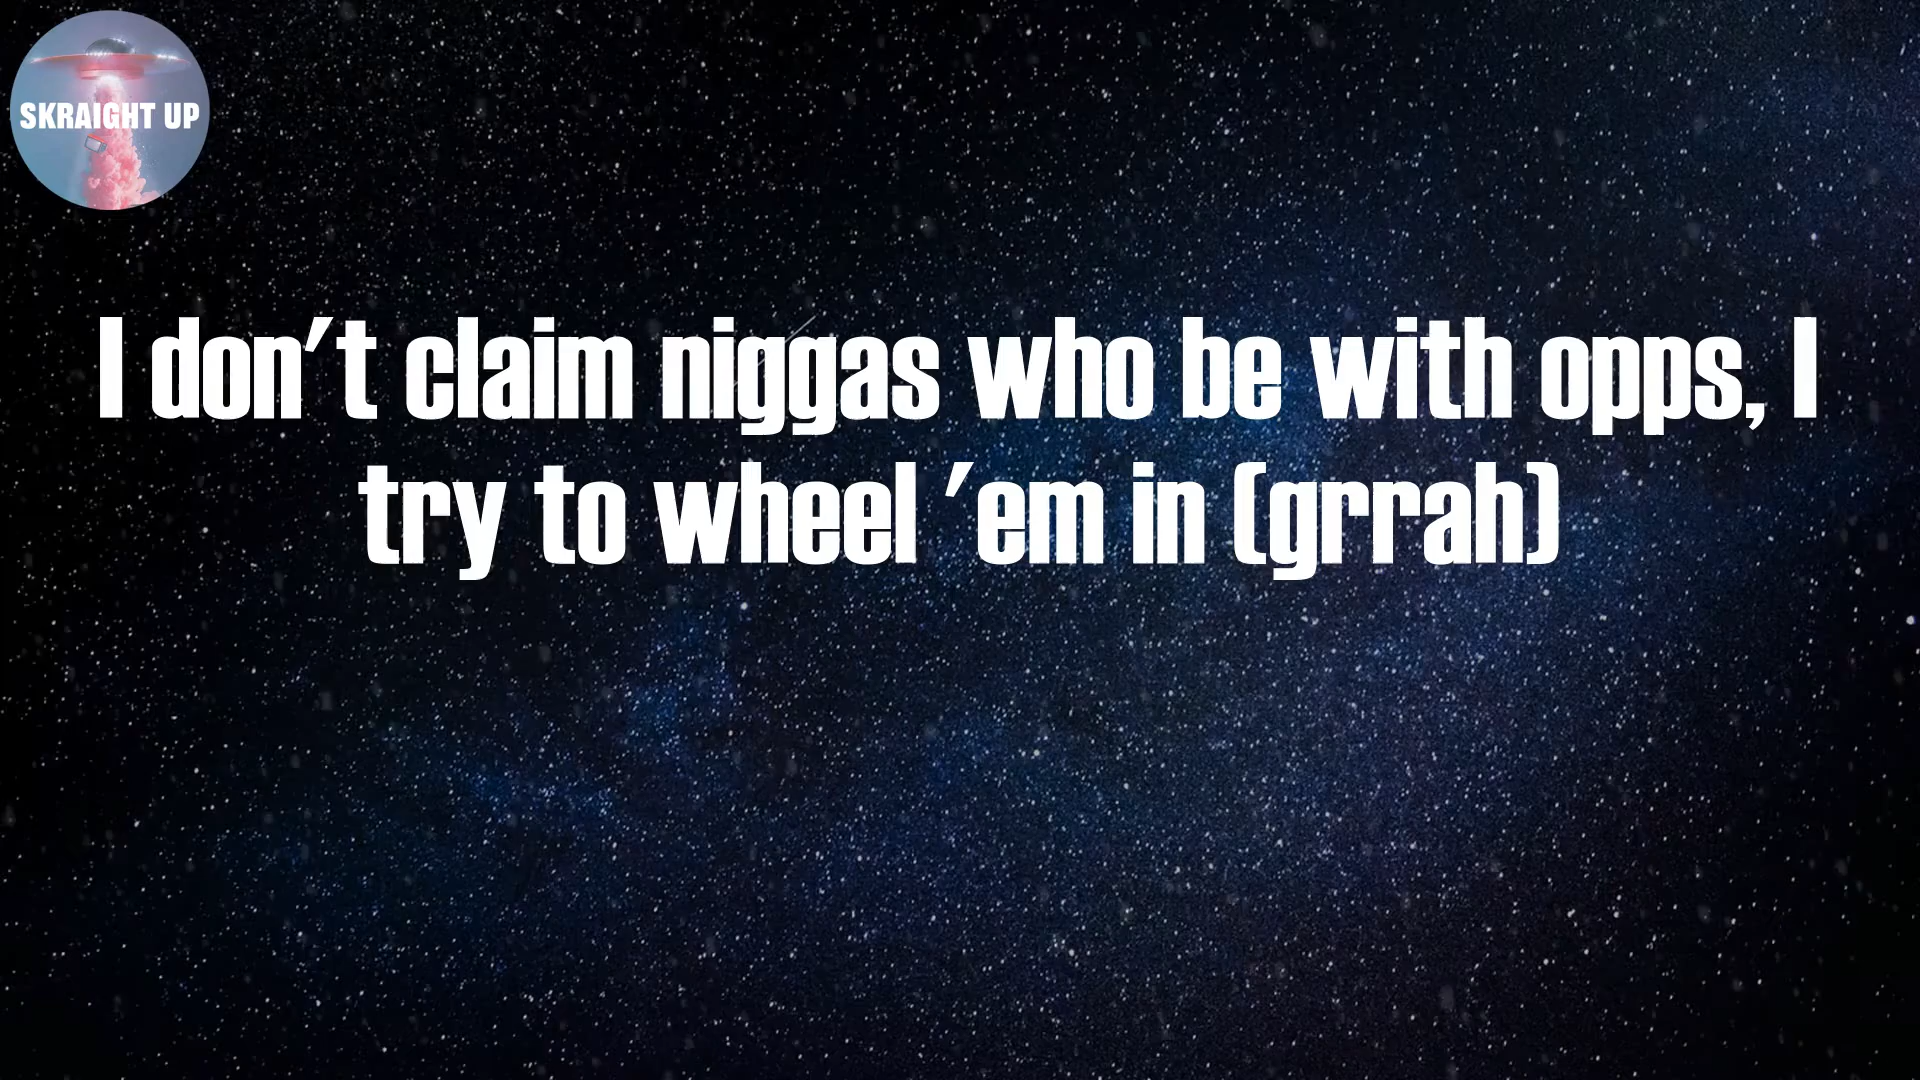 SKRAIGHT UP
I don't claim niggas who be with opps, I
try to wheel 'em in (grrah)